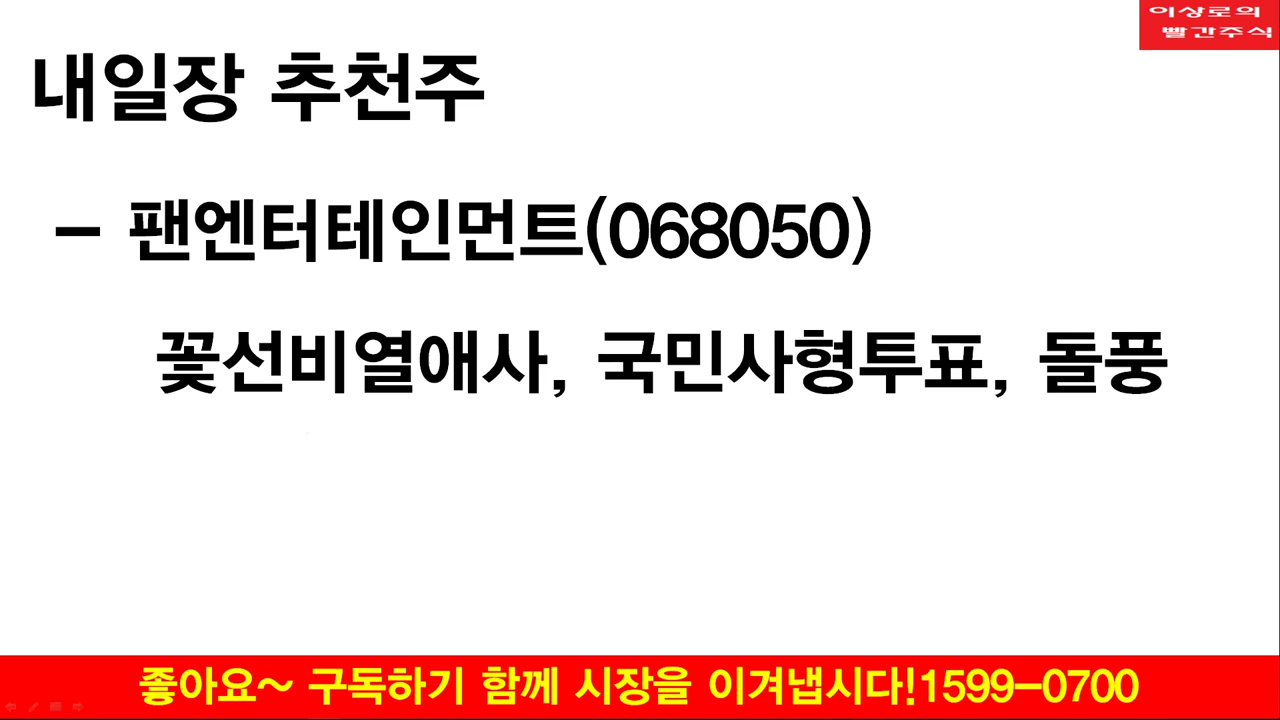 이상로의
빨간주식
내일장 추천주
- 팬엔터테인먼트(068050)
꽃선비열애사, 국민사형투표, 돌풍
좋아요~ 구독하기 함께 시장을 이겨냅시다!1599-0700